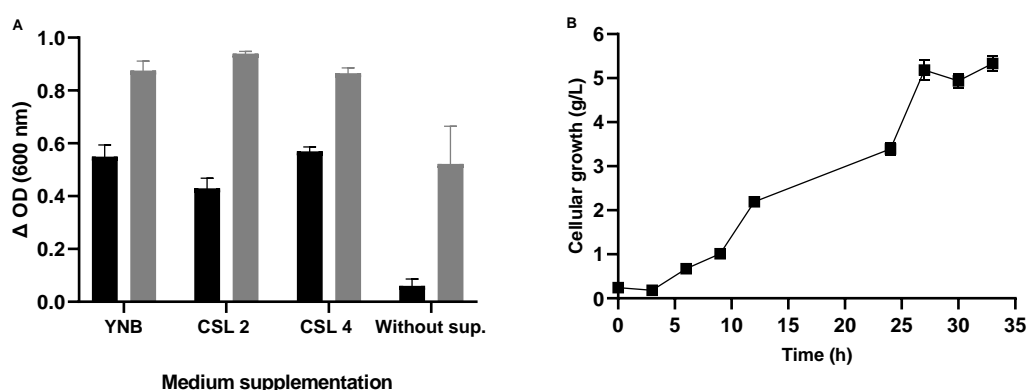 A
Δ OD (600 nm)
1.0
0.8
0.6
0.4
0.2
0.0
YNB CSL 2 CSL 4 Without sup.
Medium supplementation
B
Cellular growth (g/L)
6
5
4
3
2
1
0
0 5 10 15 20 25 30 35
Time (h)